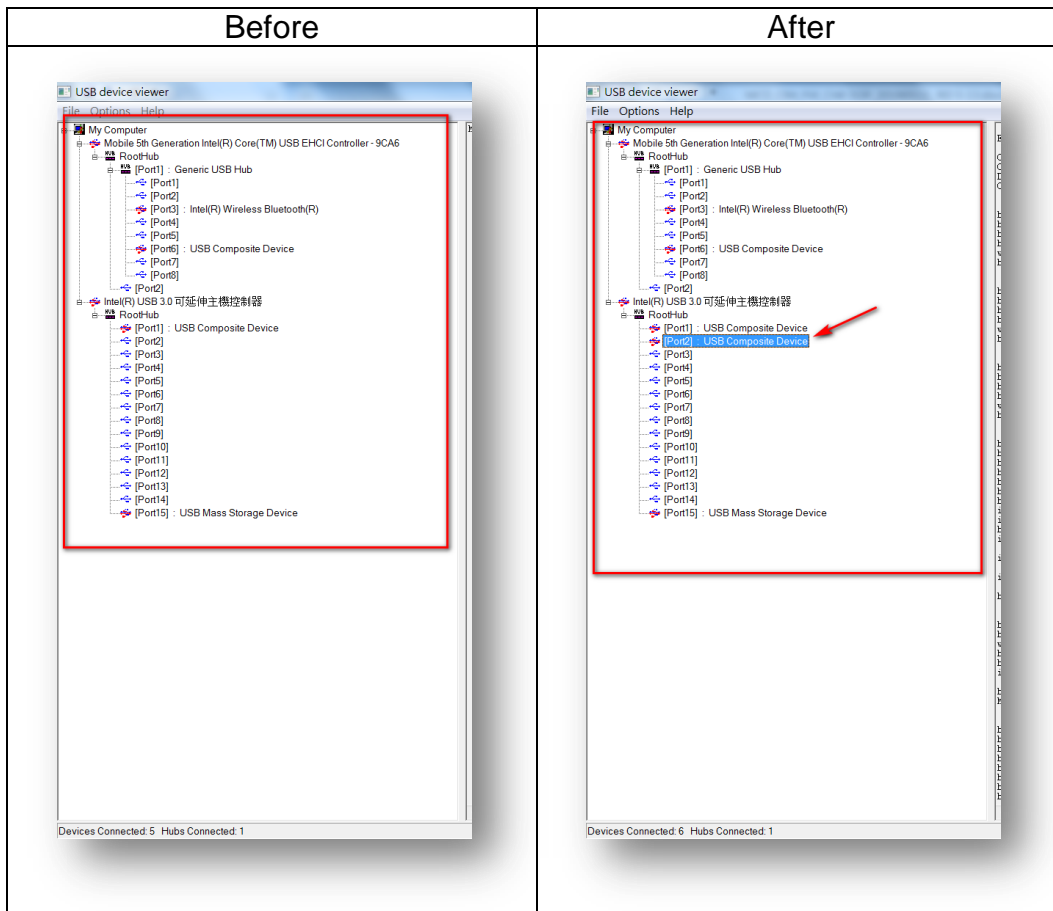 Before
After
USB device viewer
File Options Help
My Computer
Mobile 5th Generation Intel(R) Core(TM) USB EHCI Controller - 9CA6
RootHub
[Port1] : Generic USB Hub
[Port1]
[Port2]
[Port3] : Intel(R) Wireless Bluetooth(R)
[Port4]
[Port5]
[Port6] : USB Composite Device
[Port7]
[Port8]
[Port2]
Intel(R) USB 3.0 可延伸主機控制器
RootHub
[Port1] : USB Composite Device
[Port2]
[Port3]
[Port4]
[Port5]
[Port6]
[Port7]
[Port8]
[Port9]
[Port10]
[Port11]
[Port12]
[Port13]
[Port14]
[Port15] : USB Mass Storage Device
Devices Connected: 5 Hubs Connected: 1
USB device viewer
File Options Help
My Computer
Mobile 5th Generation Intel(R) Core(TM) USB EHCI Controller - 9CA6
RootHub
[Port1] : Generic USB Hub
[Port1]
[Port2]
[Port3] : Intel(R) Wireless Bluetooth(R)
[Port4]
[Port5]
[Port6] : USB Composite Device
[Port7]
[Port8]
[Port2]
Intel(R) USB 3.0 可延伸主機控制器
RootHub
[Port1] : USB Composite Device
[Port2] : USB Composite Device
[Port3]
[Port4]
[Port5]
[Port6]
[Port7]
[Port8]
[Port9]
[Port10]
[Port11]
[Port12]
[Port13]
[Port14]
[Port15] : USB Mass Storage Device
Devices Connected: 6 Hubs Connected: 1